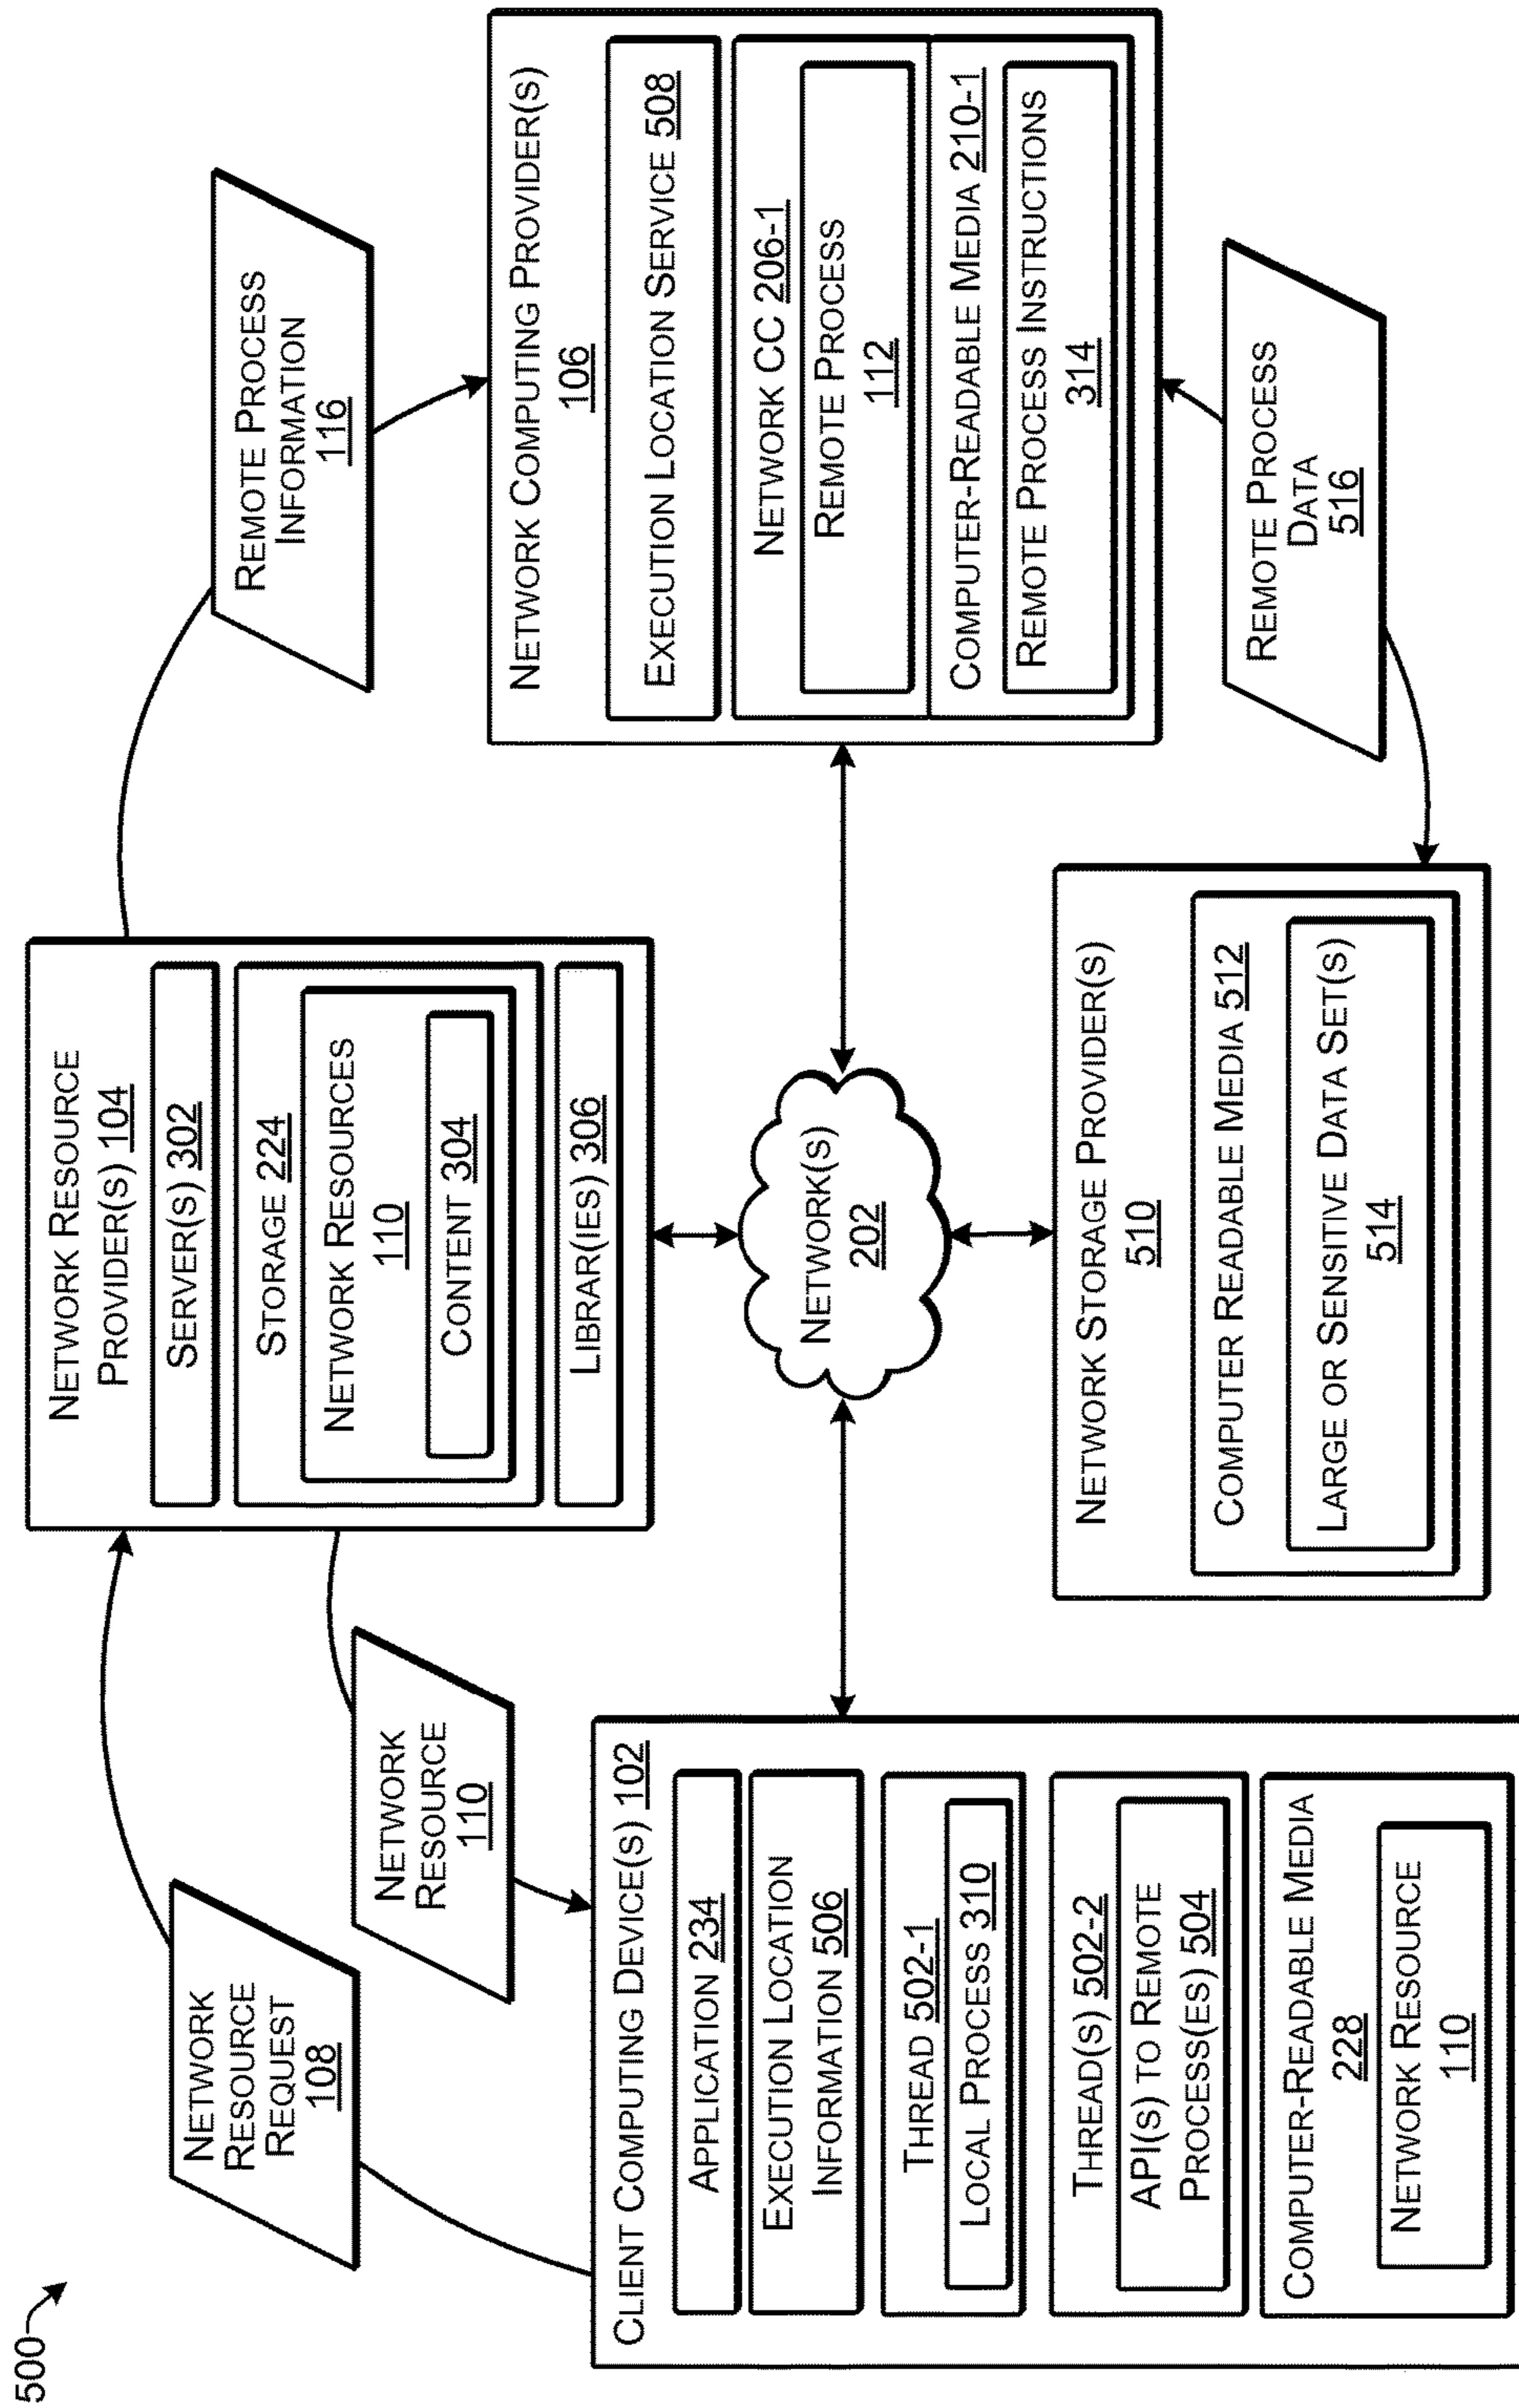 500
NETWORK
RESOURCE
REQUEST
108
NETWORK
RESOURCE
110
CLIENT COMPUTING DEVICE(S) 102
APPLICATION 234
EXECUTION LOCATION
INFORMATION 506
THREAD 502-1
LOCAL PROCESS 310
THREAD(S) 502-2
API(S) TO REMOTE
PROCESS(ES) 504
COMPUTER-READABLE MEDIA
228
NETWORK RESOURCE
110
NETWORK RESOURCE
PROVIDER(S) 104
SERVER(S) 302
STORAGE 224
NETWORK RESOURCES
110
CONTENT 304
LIBRAR(IES) 306
NETWORK(S)
202
NETWORK STORAGE PROVIDER(S)
510
COMPUTER READABLE MEDIA 512
LARGE OR SENSITIVE DATA SET(S)
514
REMOTE PROCESS
INFORMATION
116
NETWORK COMPUTING PROVIDER(S)
106
EXECUTION LOCATION SERVICE 508
NETWORK CC 206-1
REMOTE PROCESS
112
COMPUTER-READABLE MEDIA 210-1
REMOTE PROCESS INSTRUCTIONS
314
REMOTE PROCESS
DATA
516